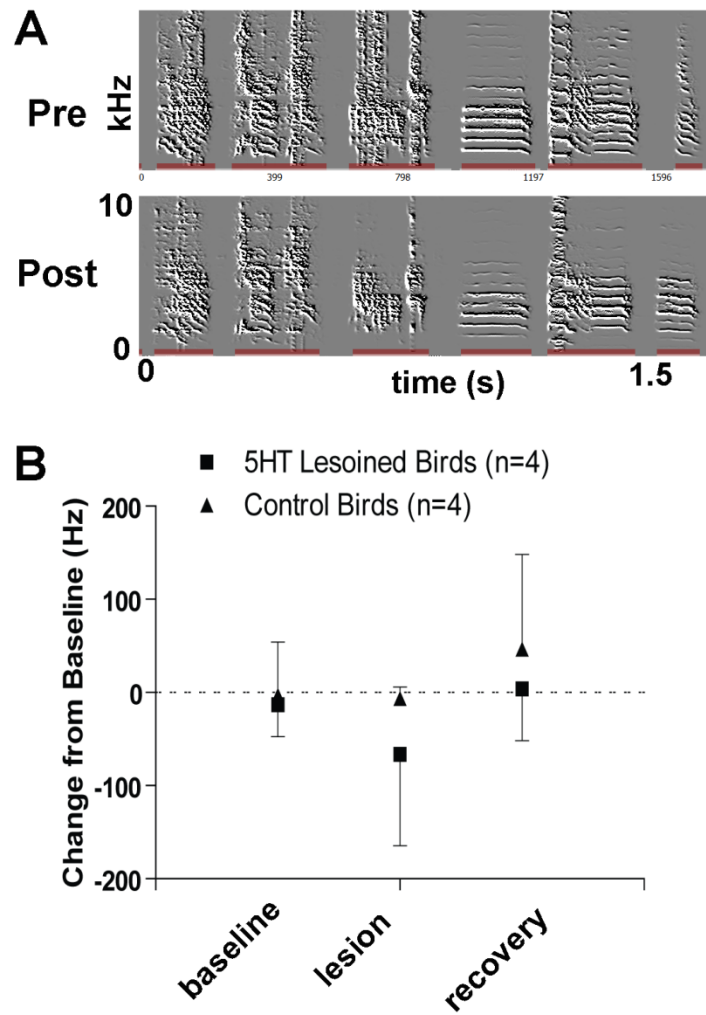 A
Pre
kHz
0 399 798 1197 1596
10
Post
0
0 time (s) 1.5
B
■ 5HT Lesoined Birds (n=4)
▲ Control Birds (n=4)
Change from Baseline (Hz)
200
100
0
-100
-200
baseline
lesion
recovery